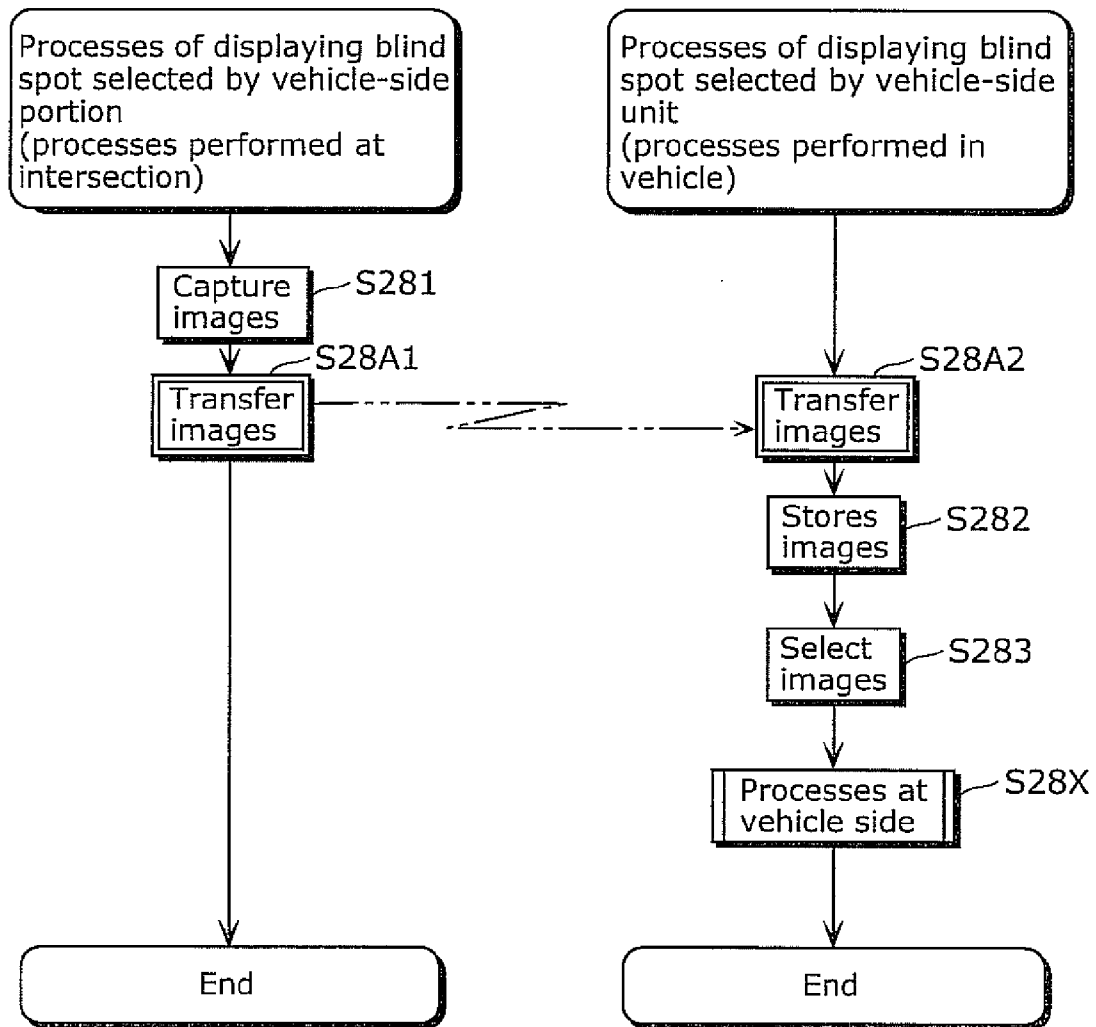 Processes of displaying blind
spot selected by vehicle-side
portion
(processes performed at
intersection)
Capture
images
S281
Transfer
images
S28A1
End
Processes of displaying blind
spot selected by vehicle-side
unit
(processes performed in
vehicle)
Transfer
images
S28A2
Stores
images
S282
Select
images
S283
Processes at
vehicle side
S28X
End